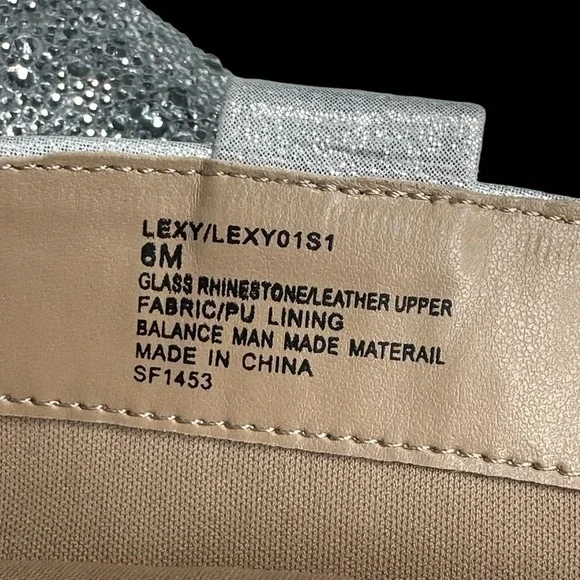 LEXY/LEXY01S1
6M
GLASS RHINESTONE/LEATHER UPPER
FABRIC/PU LINING
BALANCE MAN MADE MATERAIL
MADE IN CHINA
SF1453